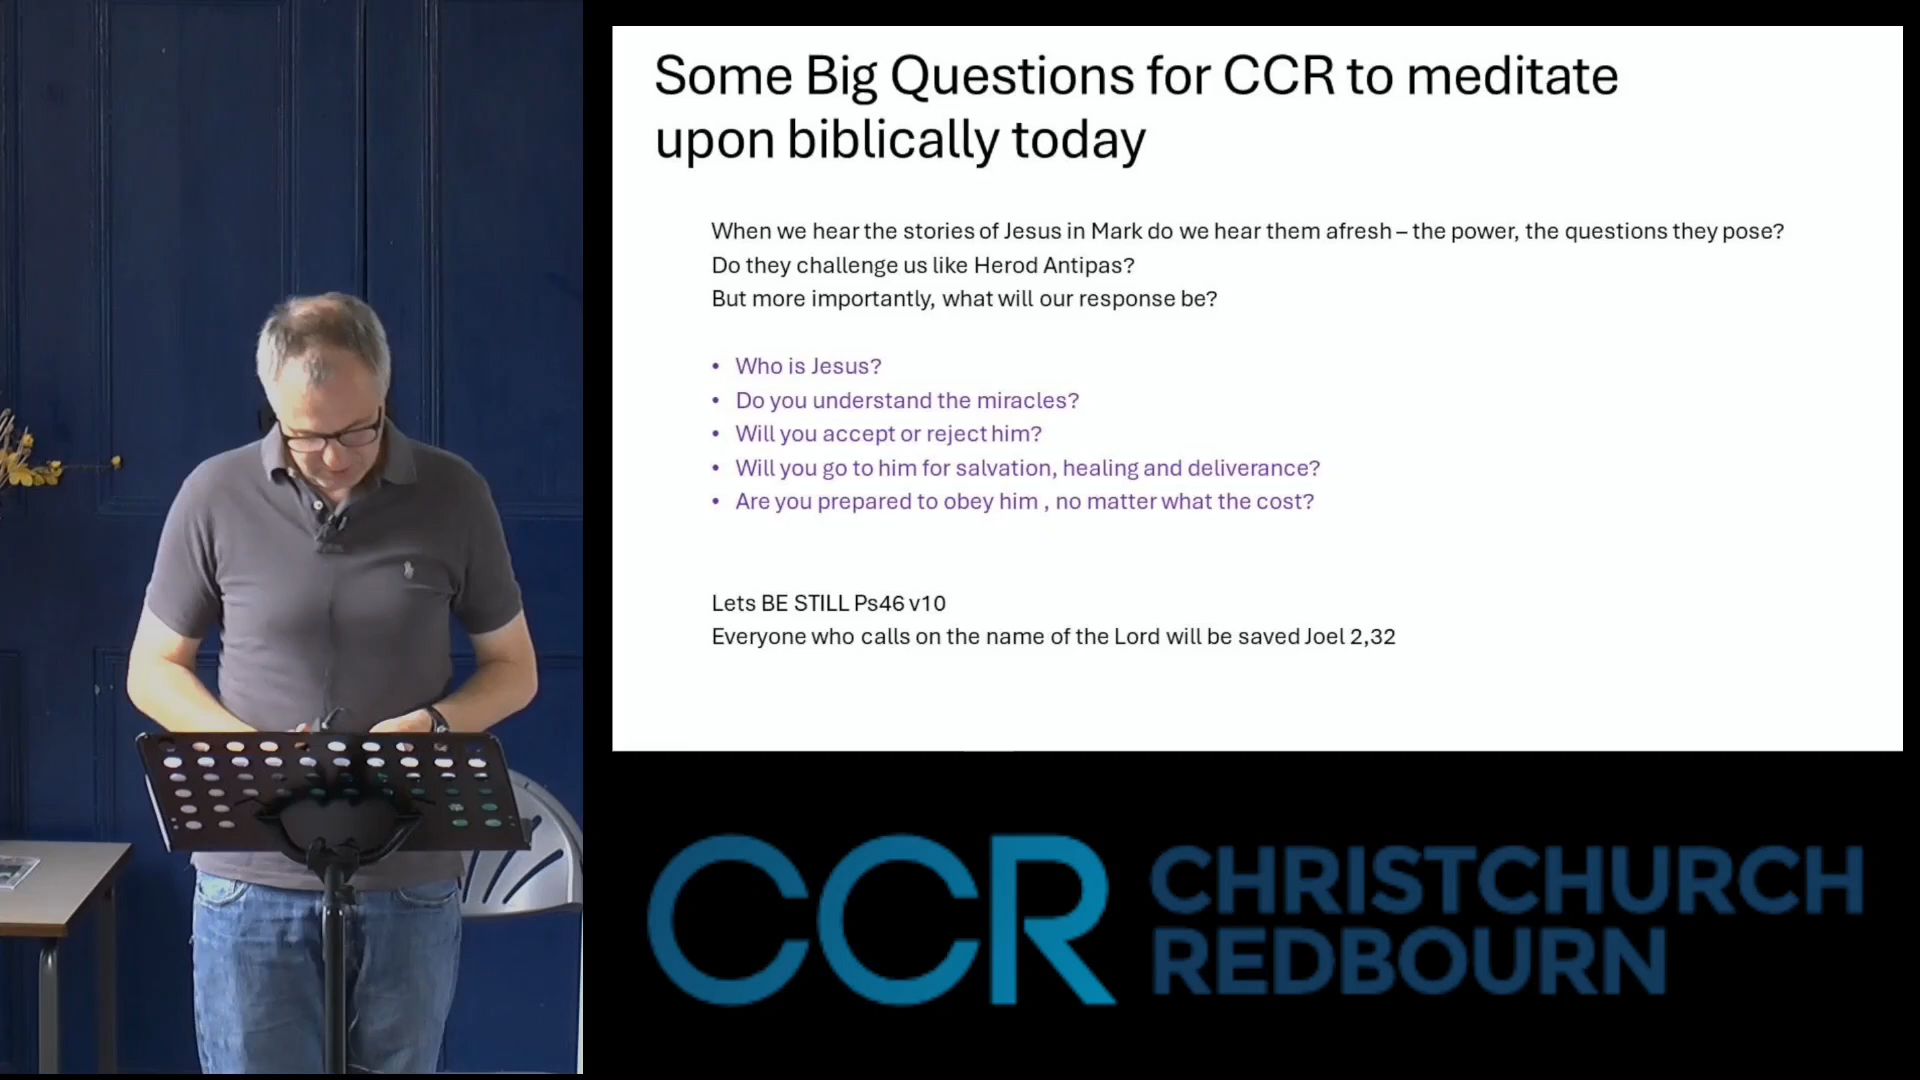 Some Big Questions for CCR to meditate
upon biblically today
When we hear the stories of Jesus in Mark do we hear them afresh – the power, the questions they pose?
Do they challenge us like Herod Antipas?
But more importantly, what will our response be?
• Who is Jesus?
• Do you understand the miracles?
• Will you accept or reject him?
• Will you go to him for salvation, healing and deliverance?
• Are you prepared to obey him , no matter what the cost?
Lets BE STILL Ps46 v10
Everyone who calls on the name of the Lord will be saved Joel 2,32
CCR
CHRISTCHURCH
REDBOURN